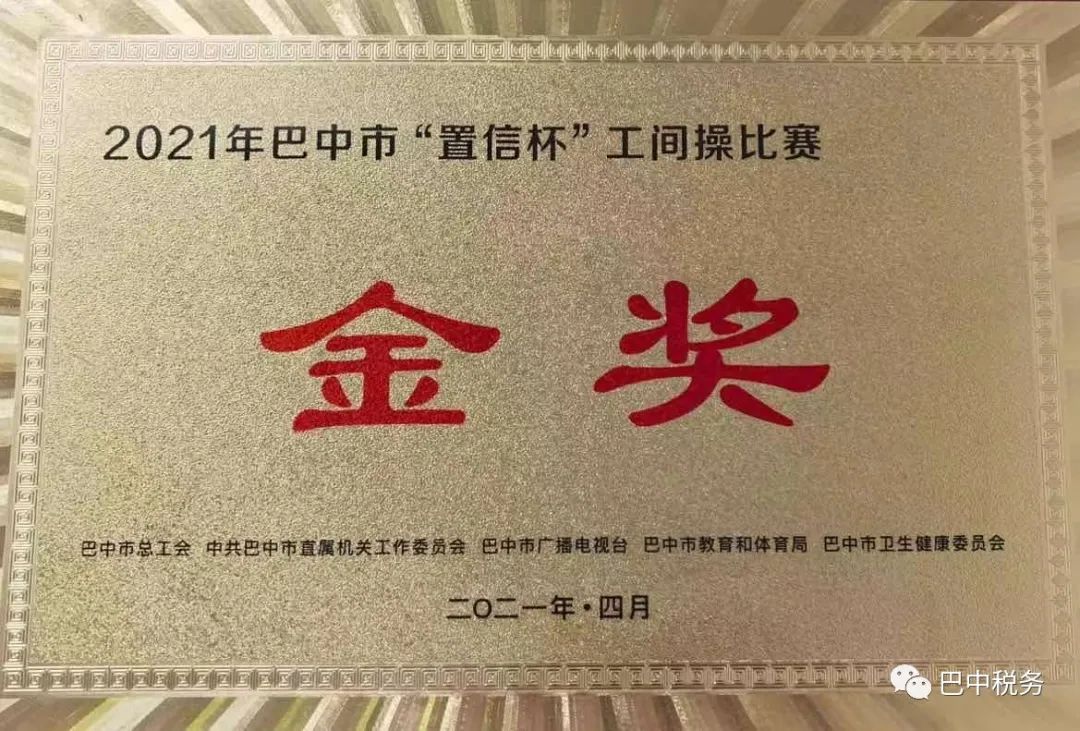 2021年巴中市“置信杯”工间操比赛
金奖
巴中市总工会 中共巴中市直属机关工作委员会 巴中市广播电视台 巴中市教育和体育局 巴中市卫生健康委员会
二〇二一年·四月
巴中税务